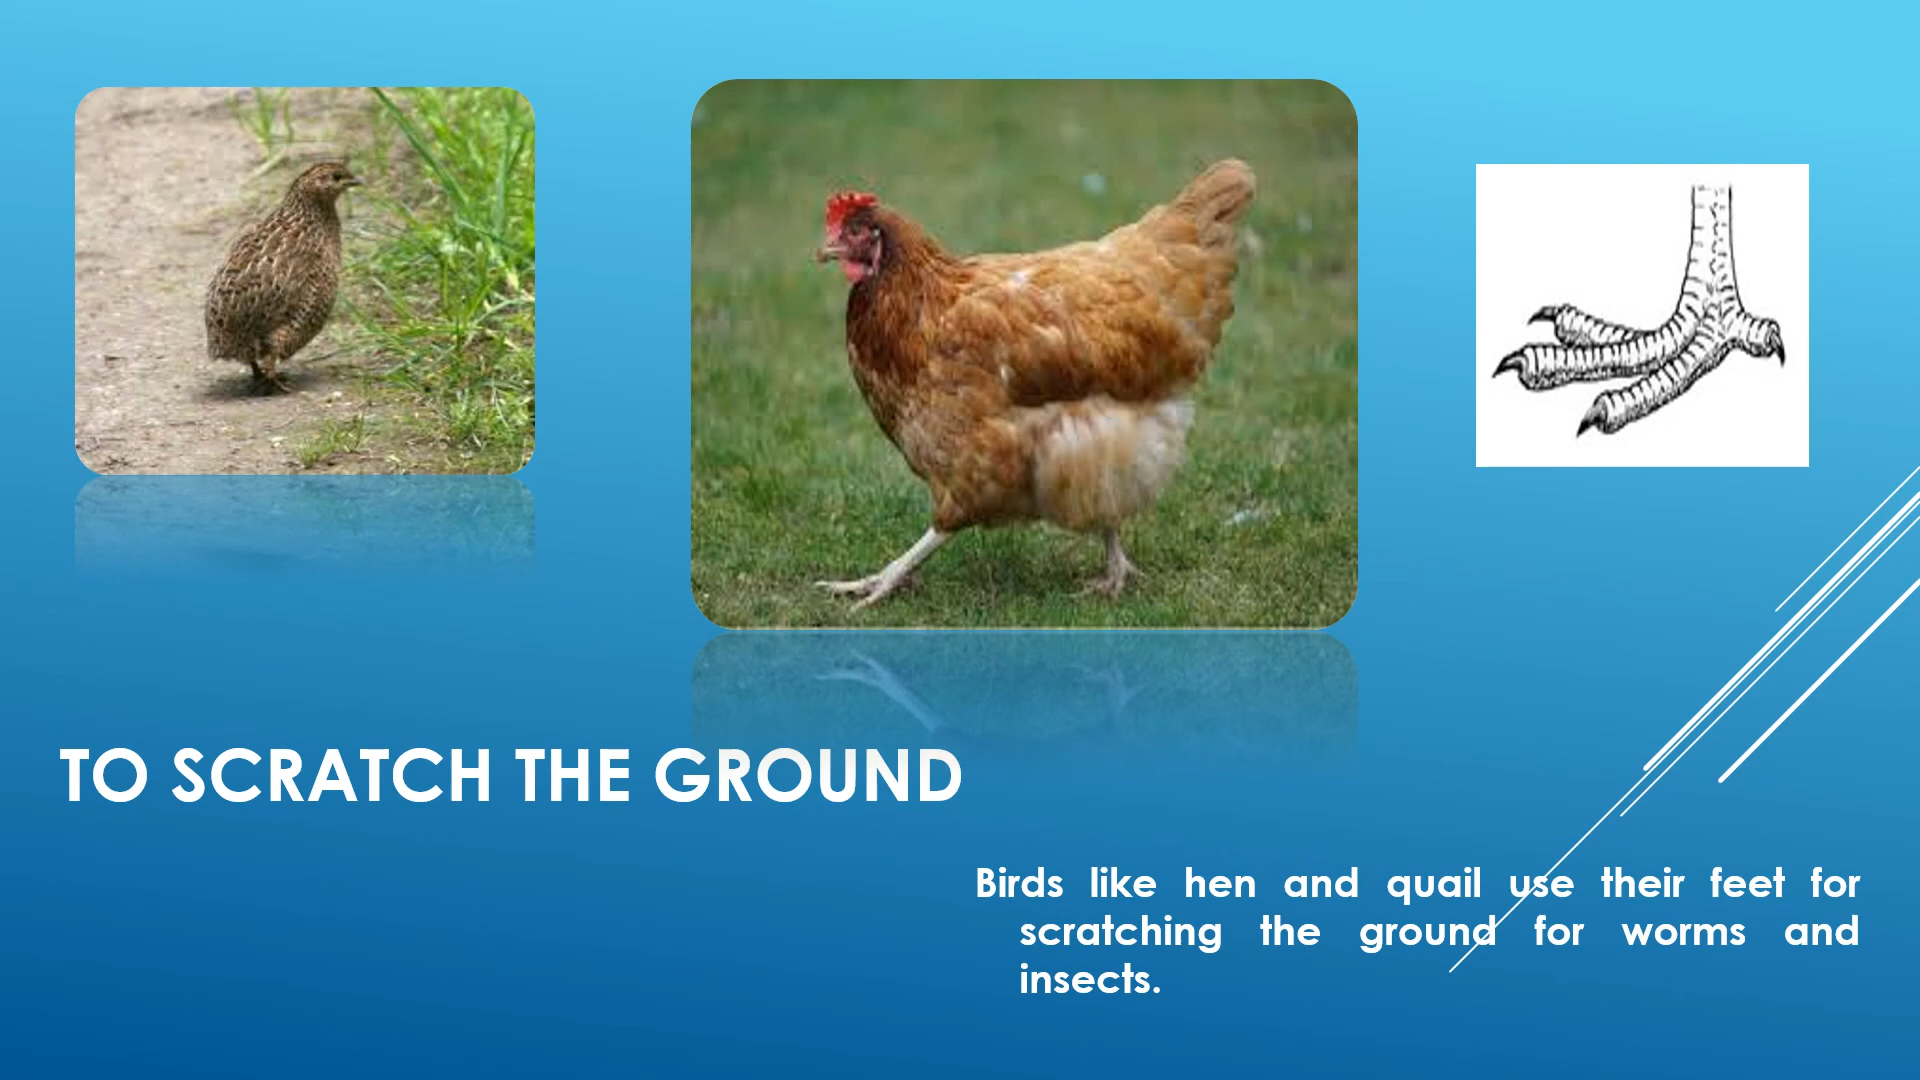 TO SCRATCH THE GROUND
Birds like hen and quail use their feet for
scratching the ground for worms and
insects.